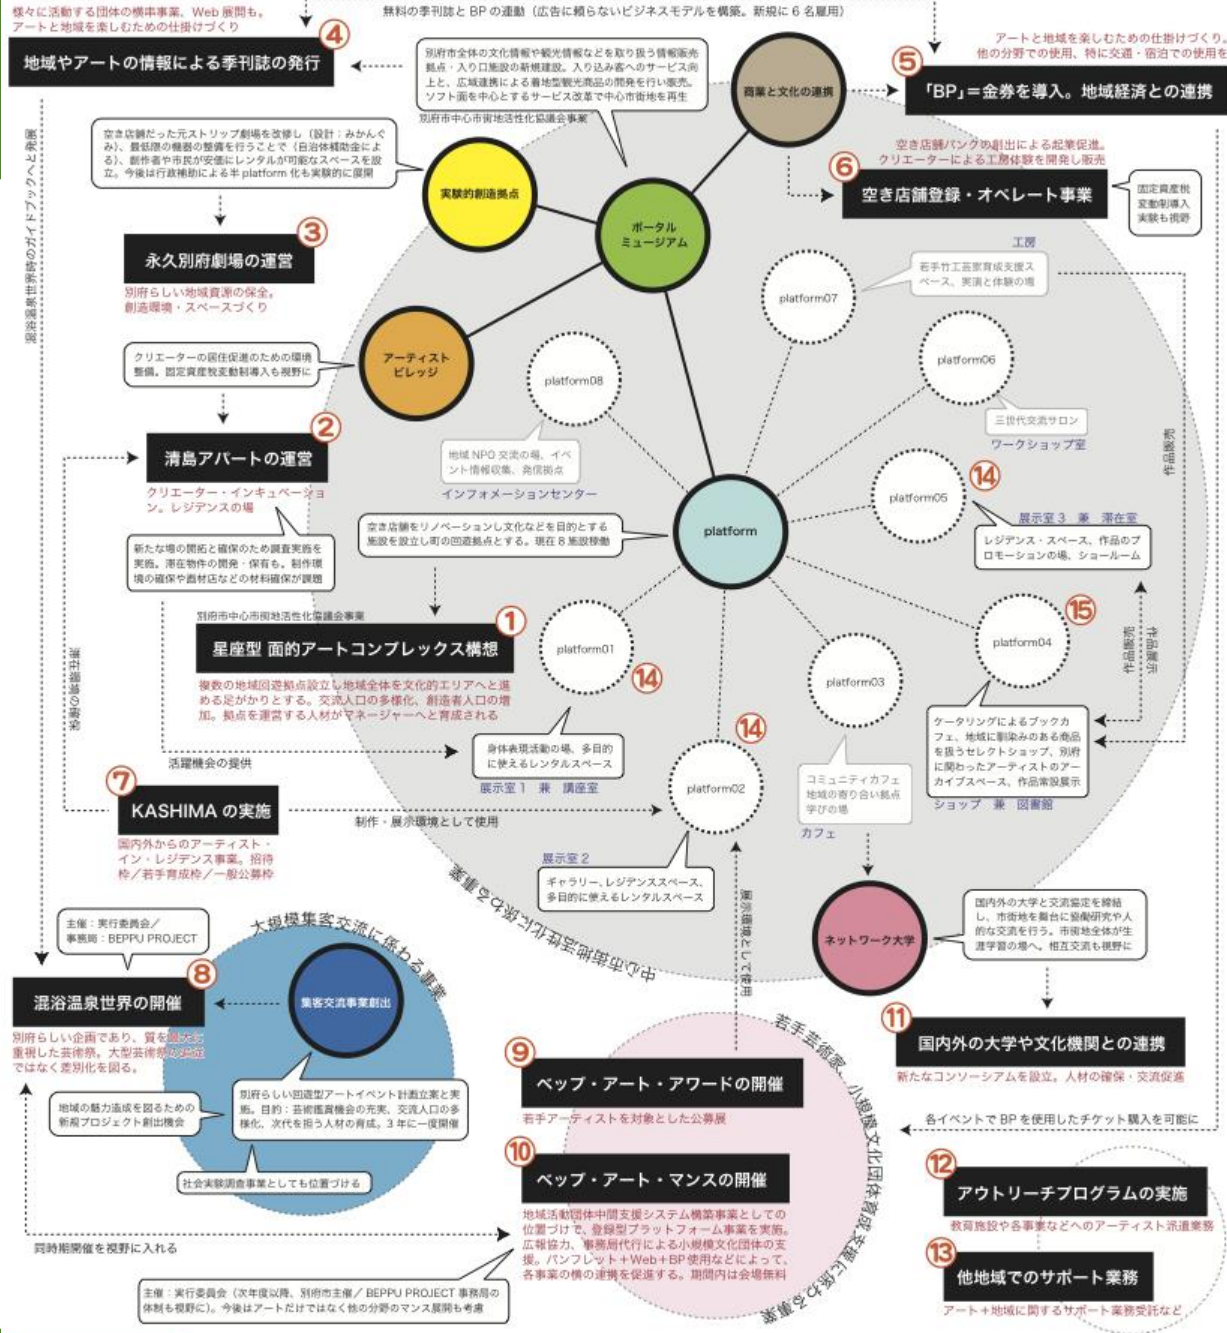 様々に活動する団体の横串事業、Web 展開も。
アートと地域を楽しむための仕掛けづくり
④
地域やアートの情報による季刊誌の発行
無料の季刊誌と BP の連動（広告に頼らないビジネスモデルを構築。新規に 6 名雇用）
別府市全体の文化情報や観光情報などを取り扱う情報販売
拠点・入り口施設の新規建設。入り込み客へのサービス向
上と、広域連携による着地型観光商品の開発を行い販売。
ソフト面を中心とするサービス改革で中心市街地を再生
別府市中心市街地活性化協議会事業
商業と文化の連携
アートと地域を楽しむための仕掛けづくり。
他の分野での使用、特に交通・宿泊での使用を
⑤
「BP」＝金券を導入。地域経済との連携
空き店舗バンクの創出による起業促進。
クリエーターによる工房体験を開発し販売
⑥
空き店舗登録・オペレート事業
固定資産税
変動制導入
実験も視野
空き店舗だった元ストリップ劇場を改修し（設計：みかんぐ
み）、最低限の機器の整備を行うことで（自治体補助金によ
る）、創作者や市民が安価にレンタルが可能なスペースを設
立。今後は行政補助による半 platform 化も実験的に展開
実験的創造拠点
ポータル
ミュージアム
③
永久別府劇場の運営
別府らしい地域資源の保全。
創造環境・スペースづくり
混浴温泉世界時のガイドブックへと発展
クリエーターの居住促進のための環境
整備。固定資産税変動制導入も視野に
アーティスト
ビレッジ
②
清島アパートの運営
クリエーター・インキュベーショ
ン。レジデンスの場
新たな場の開拓と確保のため調査実施を
実施。滞在物件の開発・保有も。制作環
境の確保や画材店などの材料確保が課題
工房
若手竹工芸家育成支援ス
ペース、実演と体験の場
platform07
platform06
三世代交流サロン
ワークショップ室
platform08
地域 NPO 交流の場、イベ
ント情報収集、発信拠点
インフォメーションセンター
platform05
⑭
展示室 3　兼　滞在室
レジデンス・スペース、作品のプ
ロモーションの場、ショールーム
作品販売
空き店舗をリノベーションし文化などを目的とする
施設を設立し町の回遊拠点とする。現在 8 施設稼働
platform
別府市中心市街地活性化協議会事業
①
星座型 面的アートコンプレックス構想
複数の地域回遊拠点設立し地域全体を文化的エリアへと進
める足がかりとする。交流人口の多様化、創造者人口の増
加。拠点を運営する人材がマネージャーへと育成される
platform01
⑭
身体表現活動の場、多目的
に使えるレンタルスペース
展示室 1　兼　講座室
platform04
⑮
ケータリングによるブックカ
フェ、地域に馴染みのある商品
を扱うセレクトショップ、別府
に関わったアーティストのアー
カイブスペース、作品常設展示
ショップ　兼　図書館
作品販売
作品展示
platform03
コミュニティカフェ
地域の寄り合い拠点
学びの場
カフェ
滞在環境の確保
活躍機会の提供
⑦
KASHIMA の実施
国内外からのアーティスト・
イン・レジデンス事業。招待
枠／若手育成枠／一般公募枠
制作・展示環境として使用
⑭
platform02
展示室 2
ギャラリー、レジデンススペース、
多目的に使えるレンタルスペース
展示環境として使用
中心市街地活性化に係わる事業
ネットワーク大学
国内外の大学と交流協定を締結
し、市街地を舞台に協働研究や人
的な交流を行う。市街地全体が生
涯学習の場へ。相互交流も視野に
⑪
国内外の大学や文化機関との連携
新たなコンソーシアムを設立。人材の確保・交流促進
主催：実行委員会／
事務局：BEPPU PROJECT
⑧
混浴温泉世界の開催
別府らしい企画であり、質を最大に
重視した芸術祭。大型芸術祭の
ではなく差別化を図る。
大規模集客交流に係わる事業
集客交流事業創出
地域の魅力造成を図るための
新規プロジェクト創出機会
別府らしい回遊型アートイベント計画立案と実
施。目的：芸術鑑賞機会の充実、交流人口の多
様化、次代を担う人材の育成。3 年に一度開催
社会実験調査事業としても位置づける
同時期開催を視野に入れる
⑨
ベップ・アート・アワードの開催
若手アーティストを対象とした公募展
⑩
ベップ・アート・マンスの開催
地域活動団体中間支援システム構築事業としての
位置づけで、登録型プラットフォーム事業を実施。
広報協力、事務局代行による小規模文化団体の支
援。パンフレット＋Web＋BP 使用などによって、
各事業の横の連携を促進する。期間内は会場無料
主催：実行委員会（次年度以降、別府市主催／ BEPPU PROJECT 事務局の
体制も視野に）。今後はアートだけではなく他の分野のマンス展開も考慮
若手芸術家、小規模文化団体育成支援に係わる事業
各イベントで BP を使用したチケット購入を可能に
⑫
アウトリーチプログラムの実施
教育施設や各事業などへのアーティスト派遣業務
⑬
他地域でのサポート業務
アート＋地域に関するサポート業務受託など